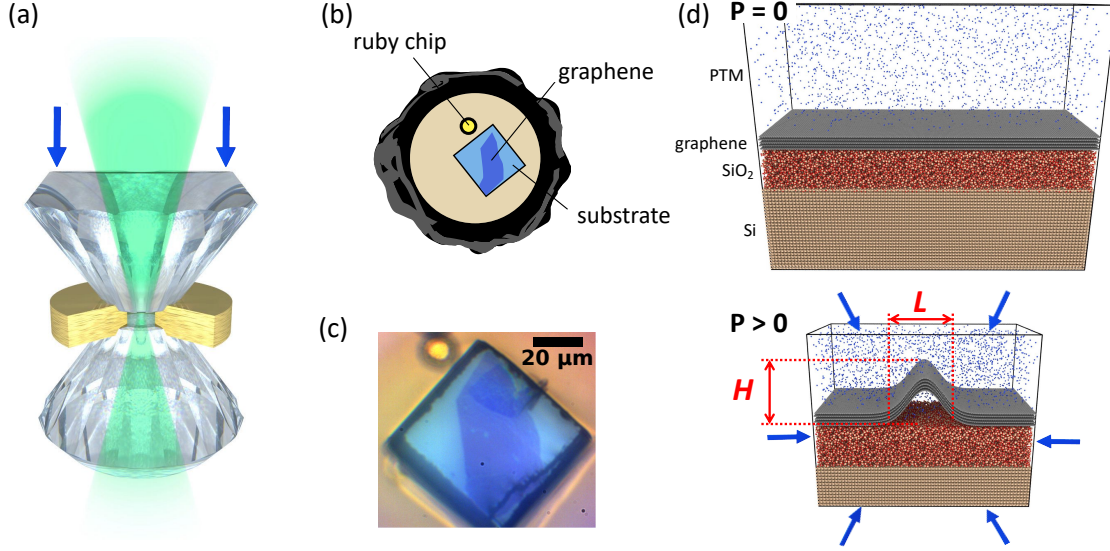 (a)
(b)
ruby chip
graphene
substrate
(c)
20 µm
(d)
P = 0
PTM
graphene
SiO₂
Si
P > 0
L
H